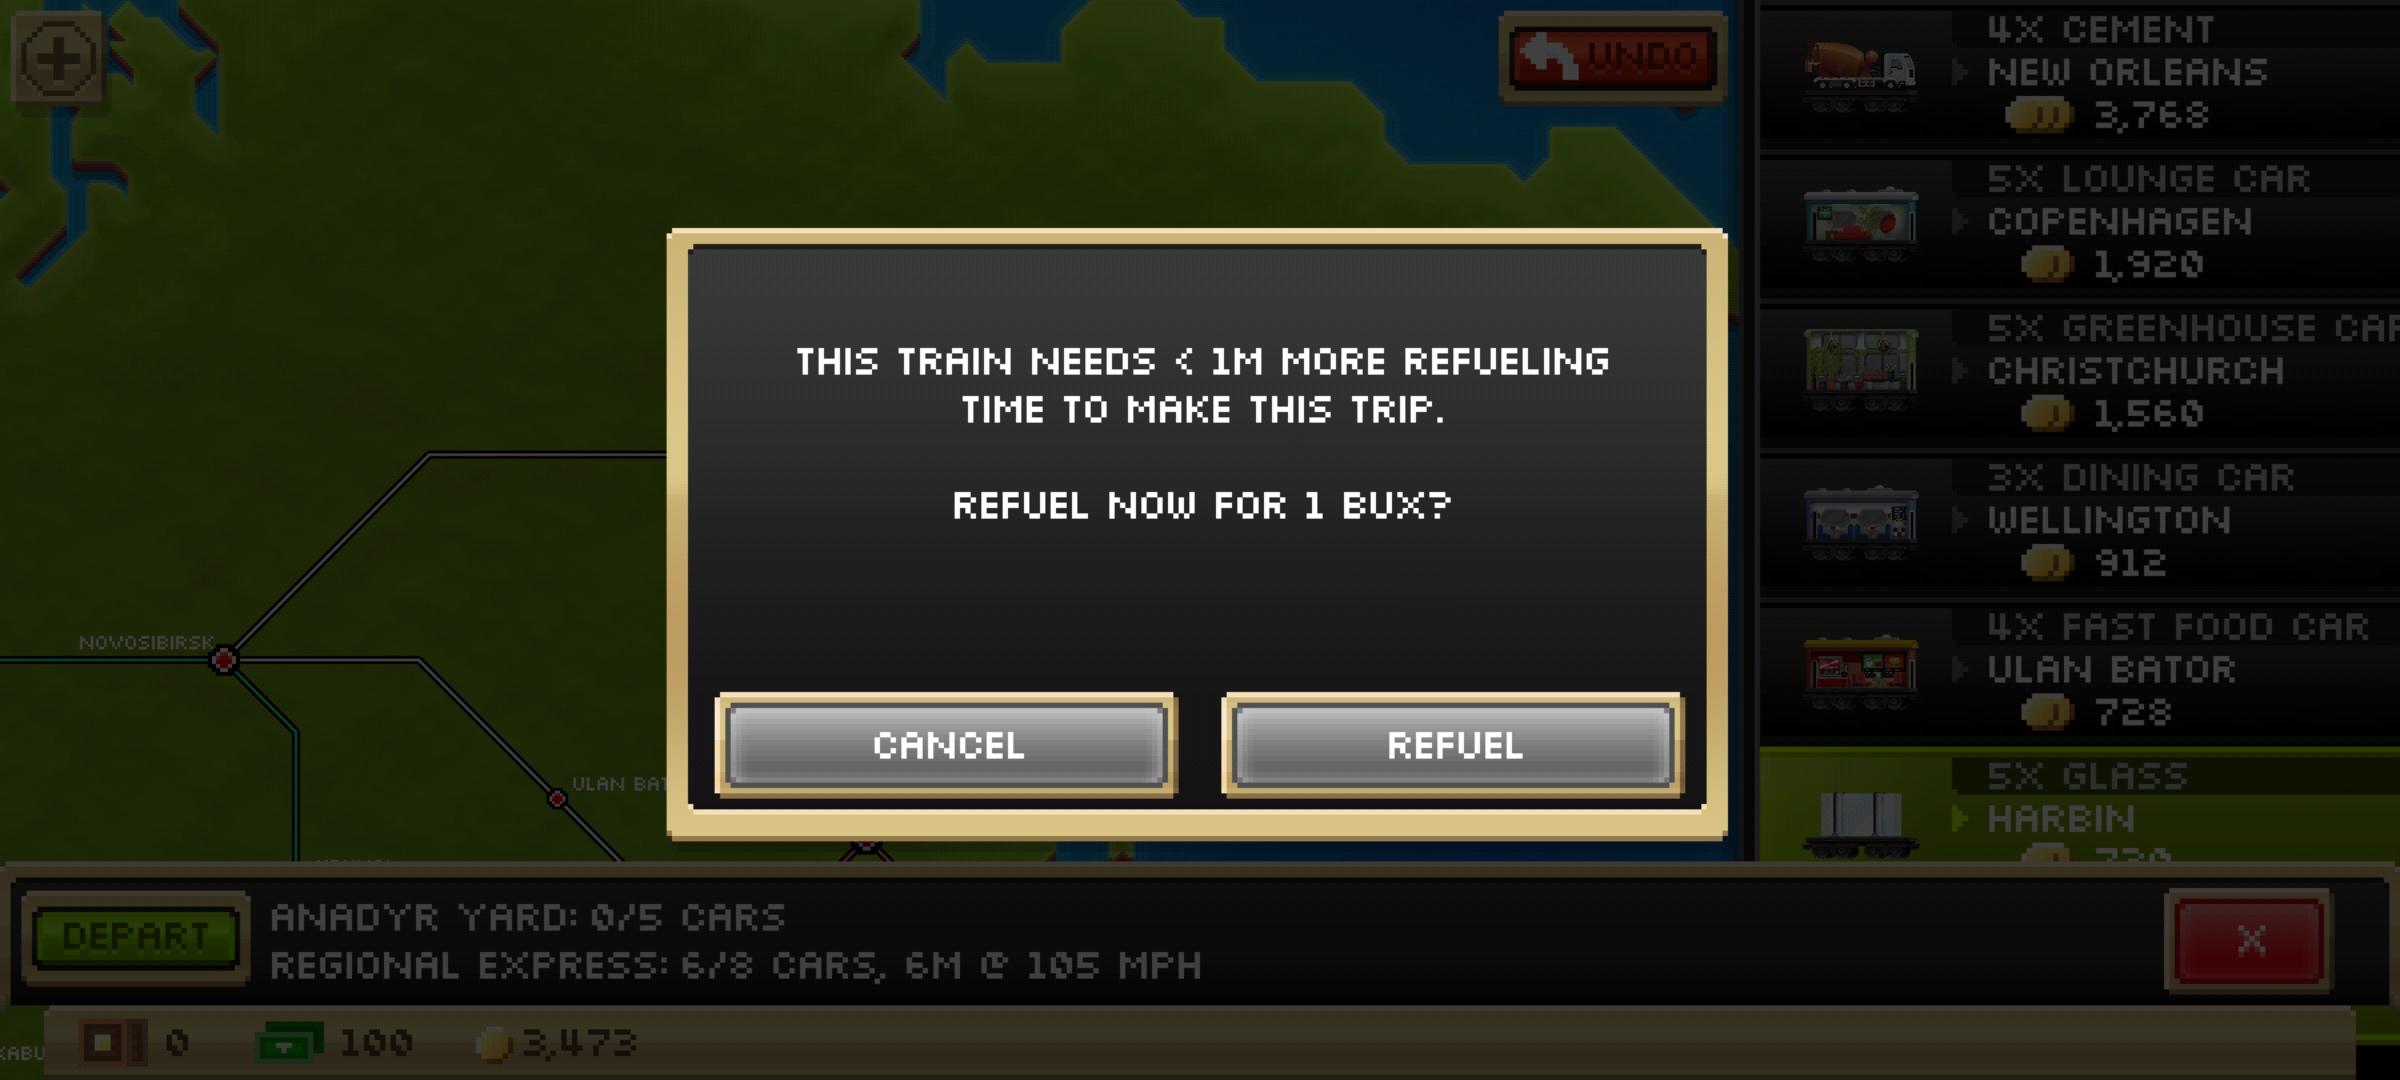 UNDO
4X CEMENT
NEW ORLEANS
3,768
5X LOUNGE CAR
COPENHAGEN
1,920
5X GREENHOUSE CAR
CHRISTCHURCH
1,560
3X DINING CAR
WELLINGTON
912
4X FAST FOOD CAR
ULAN BATOR
728
5X GLASS
HARBIN
THIS TRAIN NEEDS < 1M MORE REFUELING
TIME TO MAKE THIS TRIP.
REFUEL NOW FOR 1 BUX?
CANCEL
REFUEL
NOVOSIBIRSK
ULAN BAT
DEPART
ANADYR YARD: 0/5 CARS
REGIONAL EXPRESS: 6/8 CARS, 6M @ 105 MPH
X
0
100
3,473
KABU